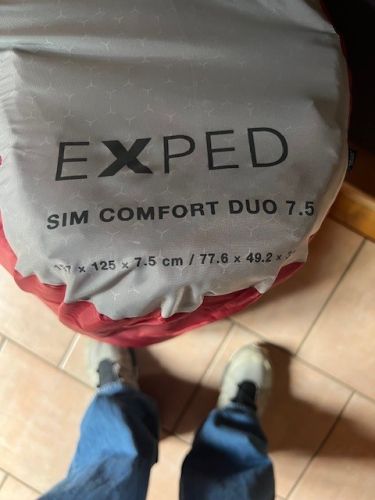 EXPED
SIM COMFORT DUO 7.5
x 125 x 7.5 cm / 77.6 x 49.2 x